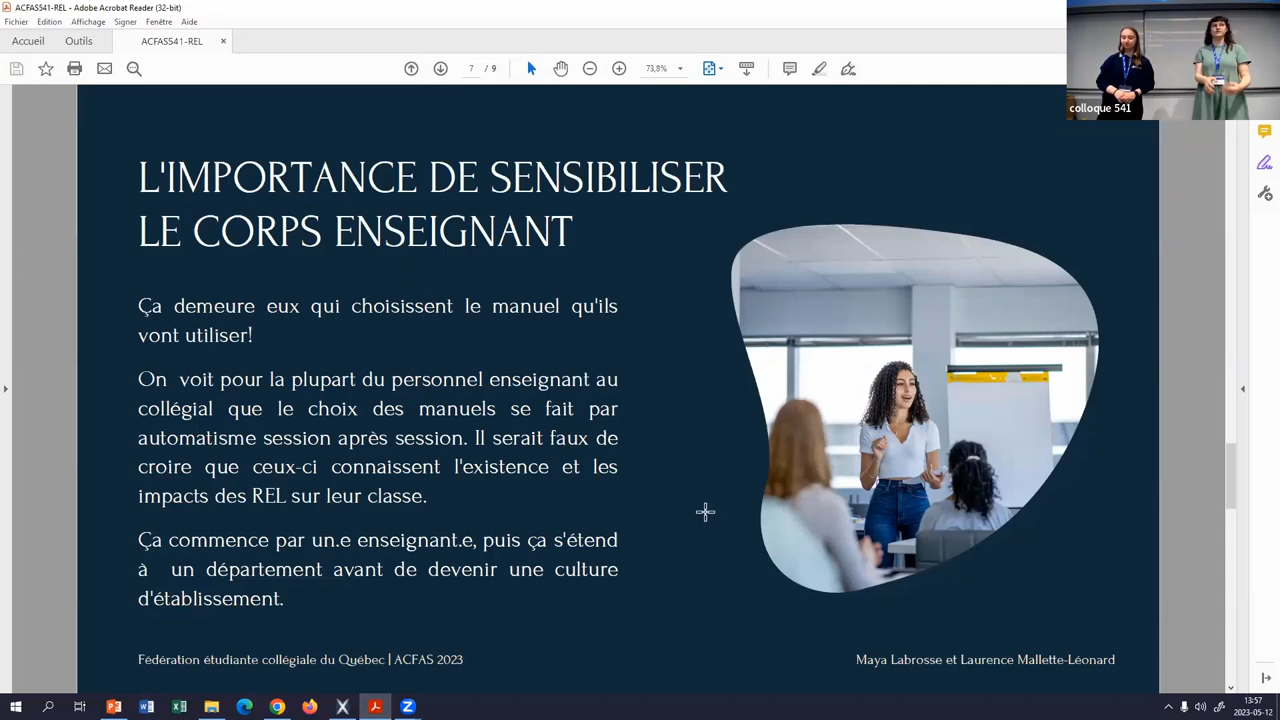 ACFAS541-REL - Adobe Acrobat Reader (32-bit)
Fichier Edition Affichage Signer Fenêtre Aide
Accueil Outils ACFAS541-REL ×
7 / 9 73,8%
colloque 541
L'IMPORTANCE DE SENSIBILISER
LE CORPS ENSEIGNANT
Ça demeure eux qui choisissent le manuel qu'ils
vont utiliser!
On voit pour la plupart du personnel enseignant au
collégial que le choix des manuels se fait par
automatisme session après session. Il serait faux de
croire que ceux-ci connaissent l'existence et les
impacts des REL sur leur classe.
Ça commence par un.e enseignant.e, puis ça s'étend
à un département avant de devenir une culture
d'établissement.
Fédération étudiante collégiale du Québec | ACFAS 2023
Maya Labrosse et Laurence Mallette-Léonard
13:57
2023-05-12